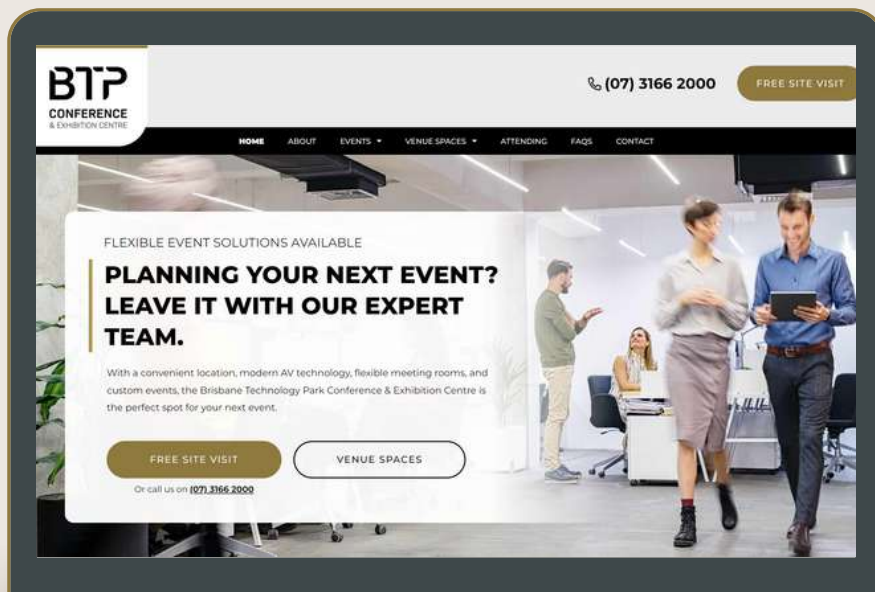 BTP
CONFERENCE
& EXHIBITION CENTRE
(07) 3166 2000
FREE SITE VISIT
HOME ABOUT EVENTS VENUE SPACES ATTENDING FAQS CONTACT
FLEXIBLE EVENT SOLUTIONS AVAILABLE
PLANNING YOUR NEXT EVENT?
LEAVE IT WITH OUR EXPERT
TEAM.
With a convenient location, modern AV technology, flexible meeting rooms, and
custom events, the Brisbane Technology Park Conference & Exhibition Centre is
the perfect spot for your next event.
FREE SITE VISIT VENUE SPACES
Or call us on (07) 3166 2000